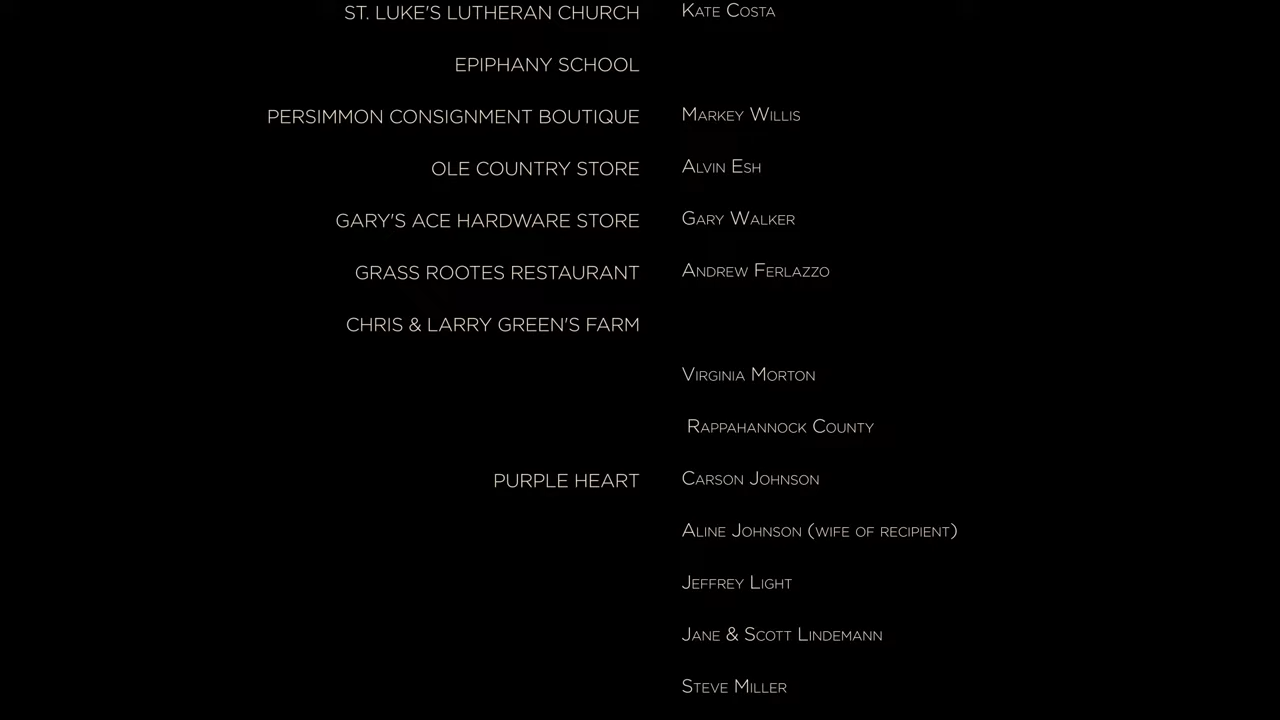 ST. LUKE'S LUTHERAN CHURCH Kate Costa
EPIPHANY SCHOOL
PERSIMMON CONSIGNMENT BOUTIQUE Markey Willis
OLE COUNTRY STORE Alvin Esh
GARY'S ACE HARDWARE STORE Gary Walker
GRASS ROOTES RESTAURANT Andrew Ferlazzo
CHRIS & LARRY GREEN'S FARM
Virginia Morton
Rappahannock County
PURPLE HEART Carson Johnson
Aline Johnson (wife of recipient)
Jeffrey Light
Jane & Scott Lindemann
Steve Miller